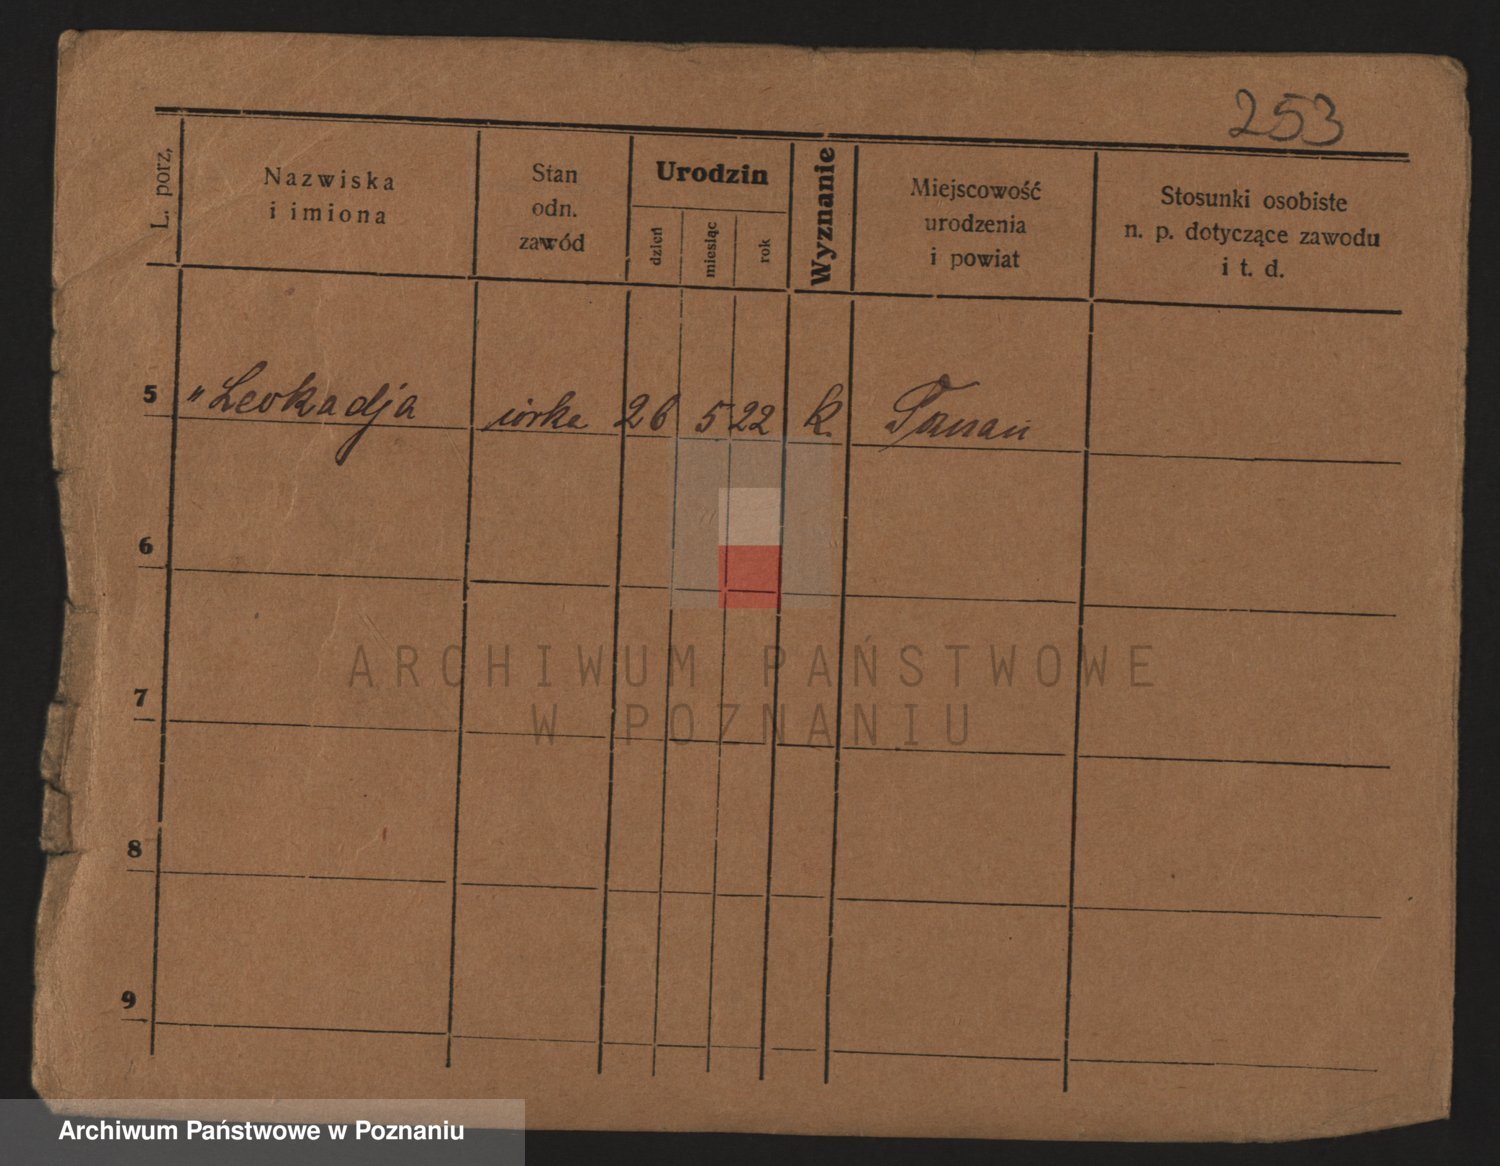 253
L. porz,
Nazwiska
i imiona
Stan
odn.
zawód
Urodzin
dzień
miesiąc
rok
Wyznanie
Miejscowość
urodzenia
i powiat
Stosunki osobiste
n. p. dotyczące zawodu
i t. d.
5 " Leokadja córka 26 5 22 k.
6
7
8
9
ARCHIWUM PAŃSTWOWE
W POZNANIU
Archiwum Państwowe w Poznaniu